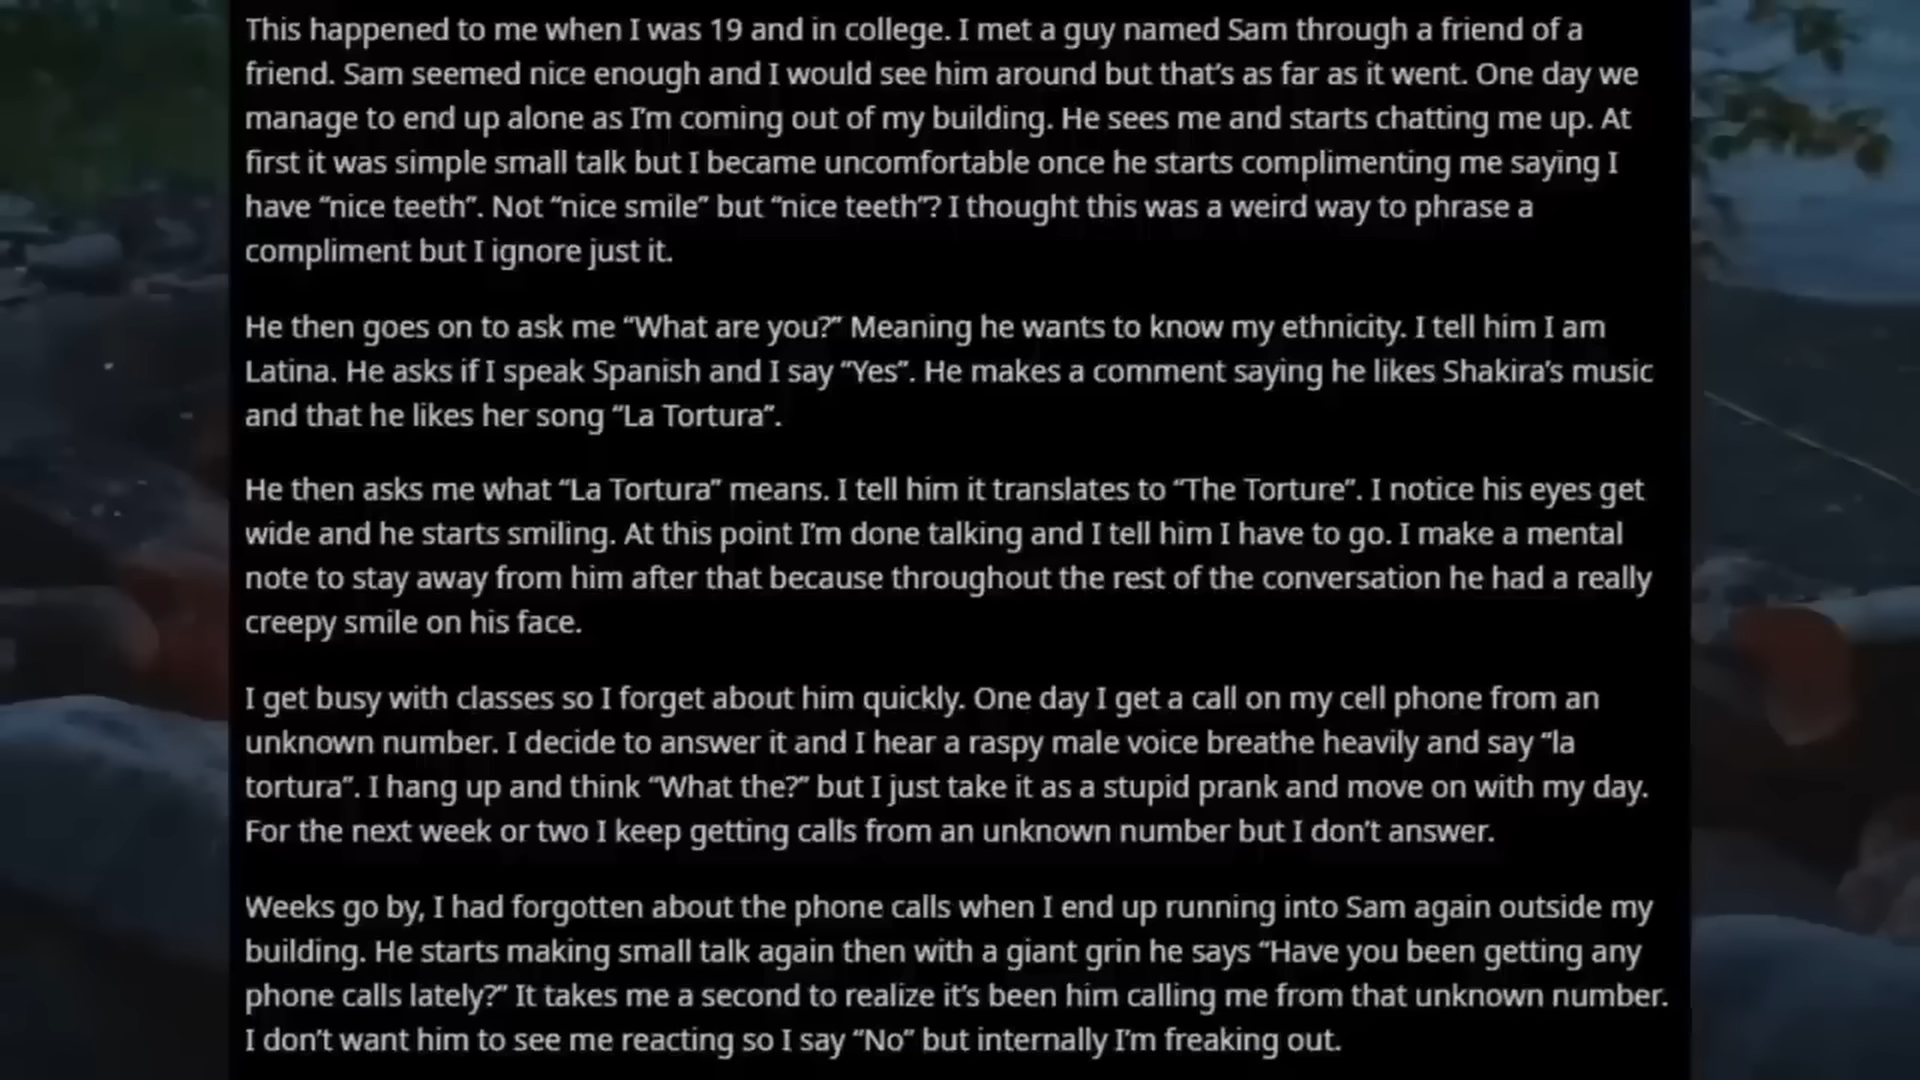 This happened to me when I was 19 and in college. I met a guy named Sam through a friend of a
friend. Sam seemed nice enough and I would see him around but that’s as far as it went. One day we
manage to end up alone as I’m coming out of my building. He sees me and starts chatting me up. At
first it was simple small talk but I became uncomfortable once he starts complimenting me saying I
have “nice teeth”. Not “nice smile” but “nice teeth”? I thought this was a weird way to phrase a
compliment but I ignore just it.
He then goes on to ask me “What are you?” Meaning he wants to know my ethnicity. I tell him I am
Latina. He asks if I speak Spanish and I say “Yes”. He makes a comment saying he likes Shakira’s music
and that he likes her song “La Tortura”.
He then asks me what “La Tortura” means. I tell him it translates to “The Torture”. I notice his eyes get
wide and he starts smiling. At this point I’m done talking and I tell him I have to go. I make a mental
note to stay away from him after that because throughout the rest of the conversation he had a really
creepy smile on his face.
I get busy with classes so I forget about him quickly. One day I get a call on my cell phone from an
unknown number. I decide to answer it and I hear a raspy male voice breathe heavily and say “la
tortura”. I hang up and think “What the?” but I just take it as a stupid prank and move on with my day.
For the next week or two I keep getting calls from an unknown number but I don’t answer.
Weeks go by, I had forgotten about the phone calls when I end up running into Sam again outside my
building. He starts making small talk again then with a giant grin he says “Have you been getting any
phone calls lately?” It takes me a second to realize it’s been him calling me from that unknown number.
I don’t want him to see me reacting so I say “No” but internally I’m freaking out.